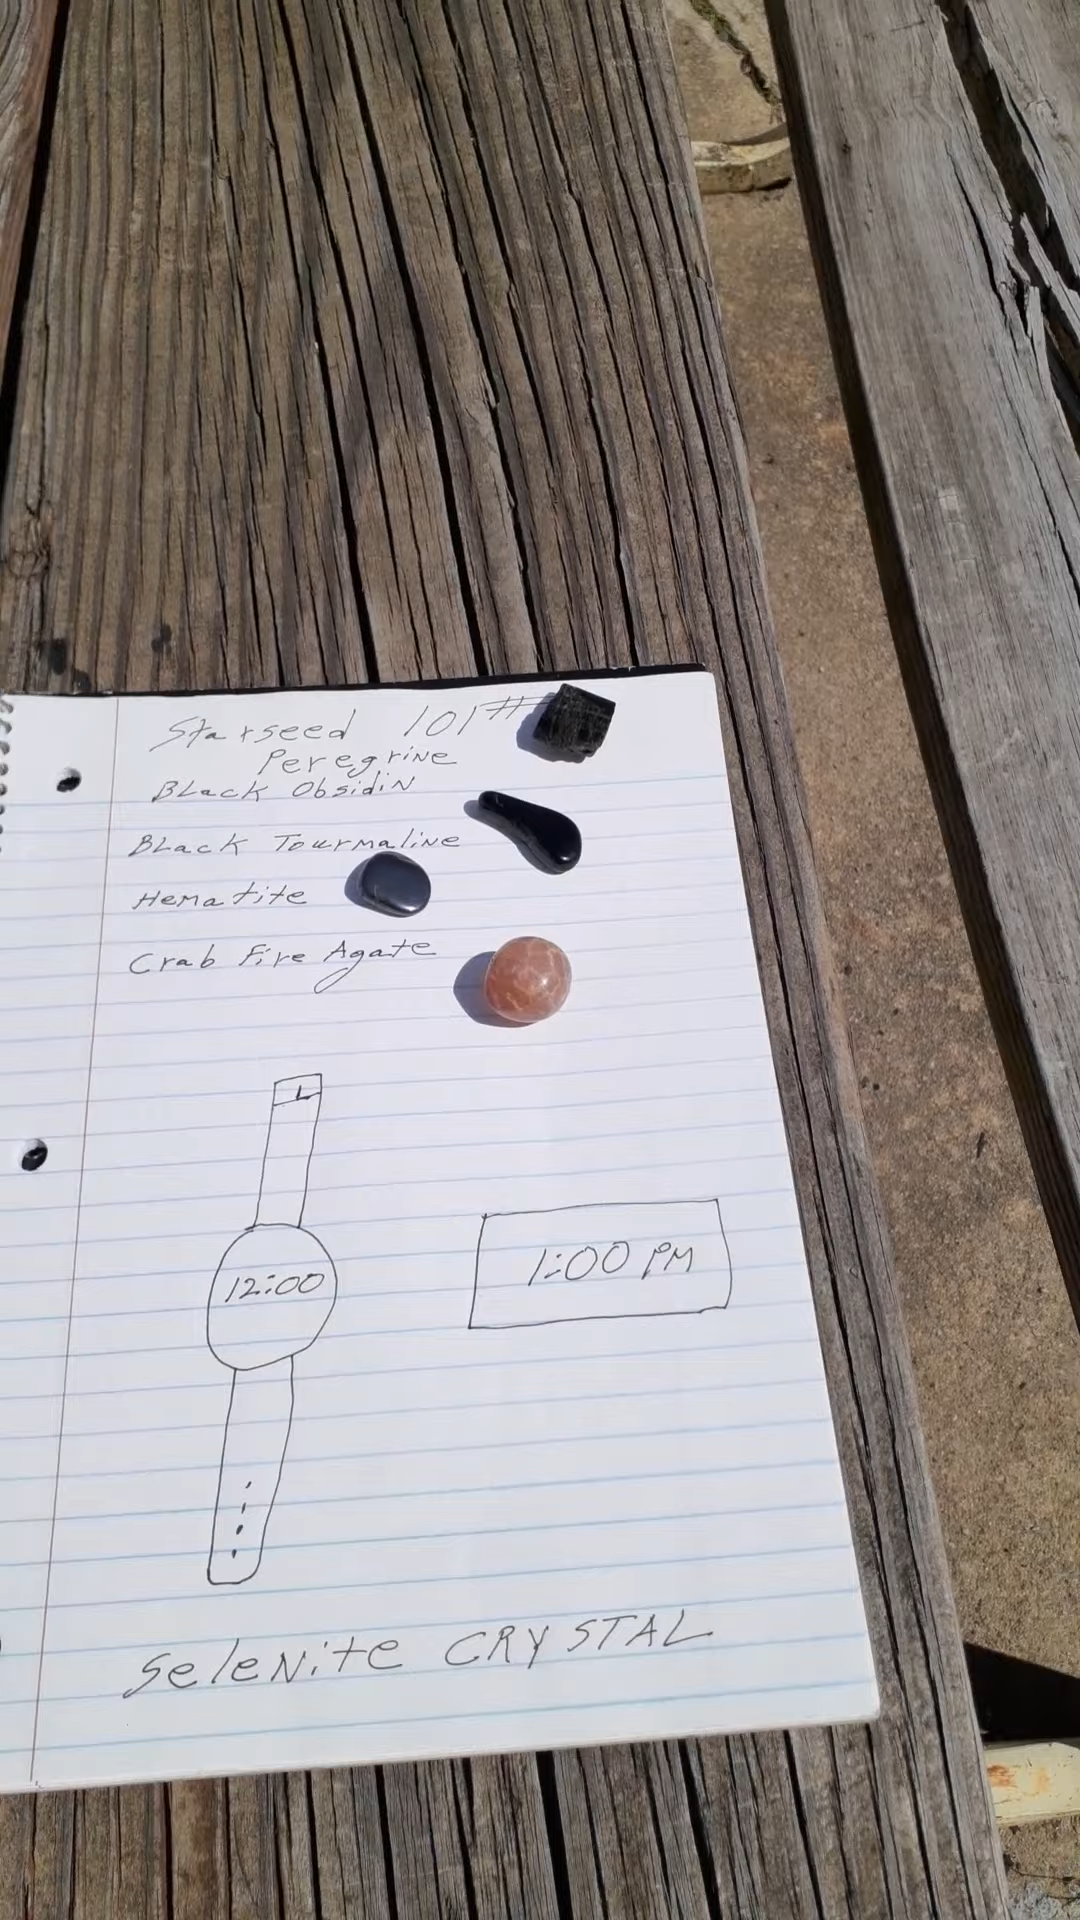 Starseed 101#
Peregrine
Black Obsidin
Black Tourmaline
Hematite
Crab Fire Agate
12:00
1:00 PM
Selenite CRYSTAL